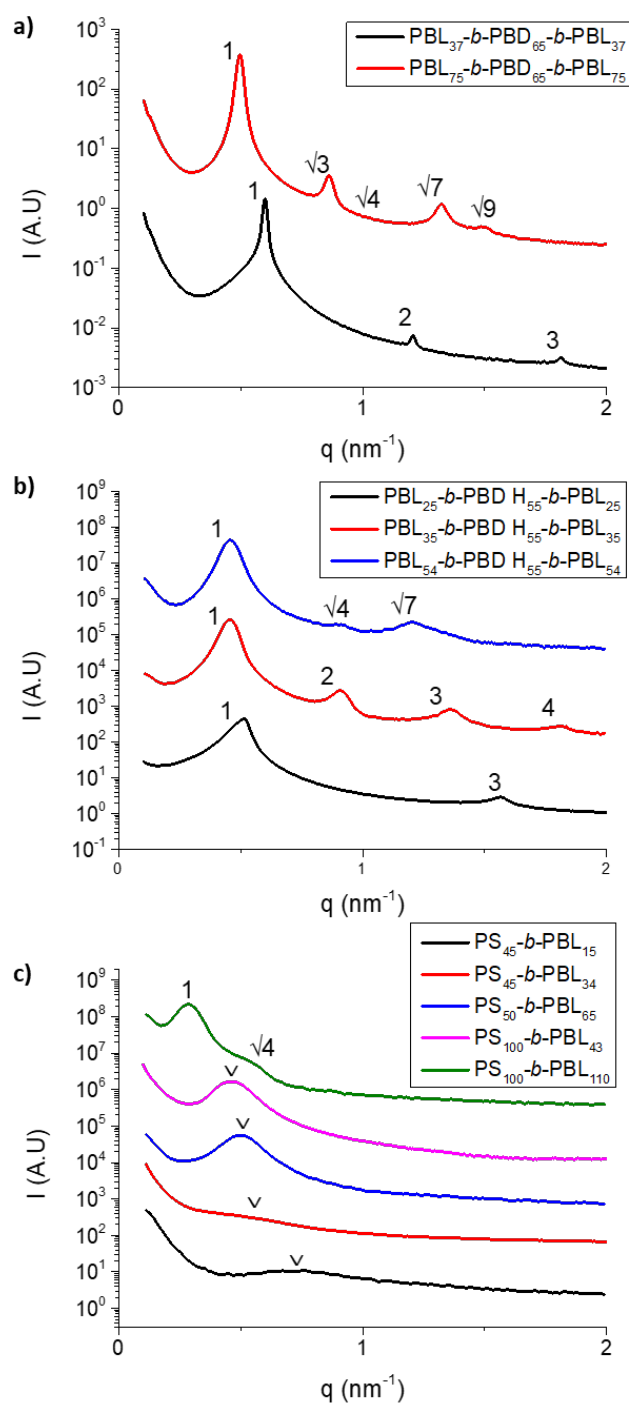 a)
PBL₃₇-b-PBD₆₅-b-PBL₃₇
PBL₇₅-b-PBD₆₅-b-PBL₇₅
1
√3
√4
√7
√9
1
2
3
10³
10²
10¹
10⁰
10⁻¹
10⁻²
10⁻³
I (A.U)
0
1
2
q (nm⁻¹)
b)
PBL₂₅-b-PBD H₅₅-b-PBL₂₅
PBL₃₅-b-PBD H₅₅-b-PBL₃₅
PBL₅₄-b-PBD H₅₅-b-PBL₅₄
1
√4
√7
1
2
3
4
1
3
10⁹
10⁸
10⁷
10⁶
10⁵
10⁴
10³
10²
10¹
10⁰
10⁻¹
I (A.U)
0
1
2
q (nm⁻¹)
c)
PS₄₅-b-PBL₁₅
PS₄₅-b-PBL₃₄
PS₅₀-b-PBL₆₅
PS₁₀₀-b-PBL₄₃
PS₁₀₀-b-PBL₁₁₀
1
√4
v
v
v
v
10⁹
10⁸
10⁷
10⁶
10⁵
10⁴
10³
10²
10¹
10⁰
I (A.U)
0
1
2
q (nm⁻¹)